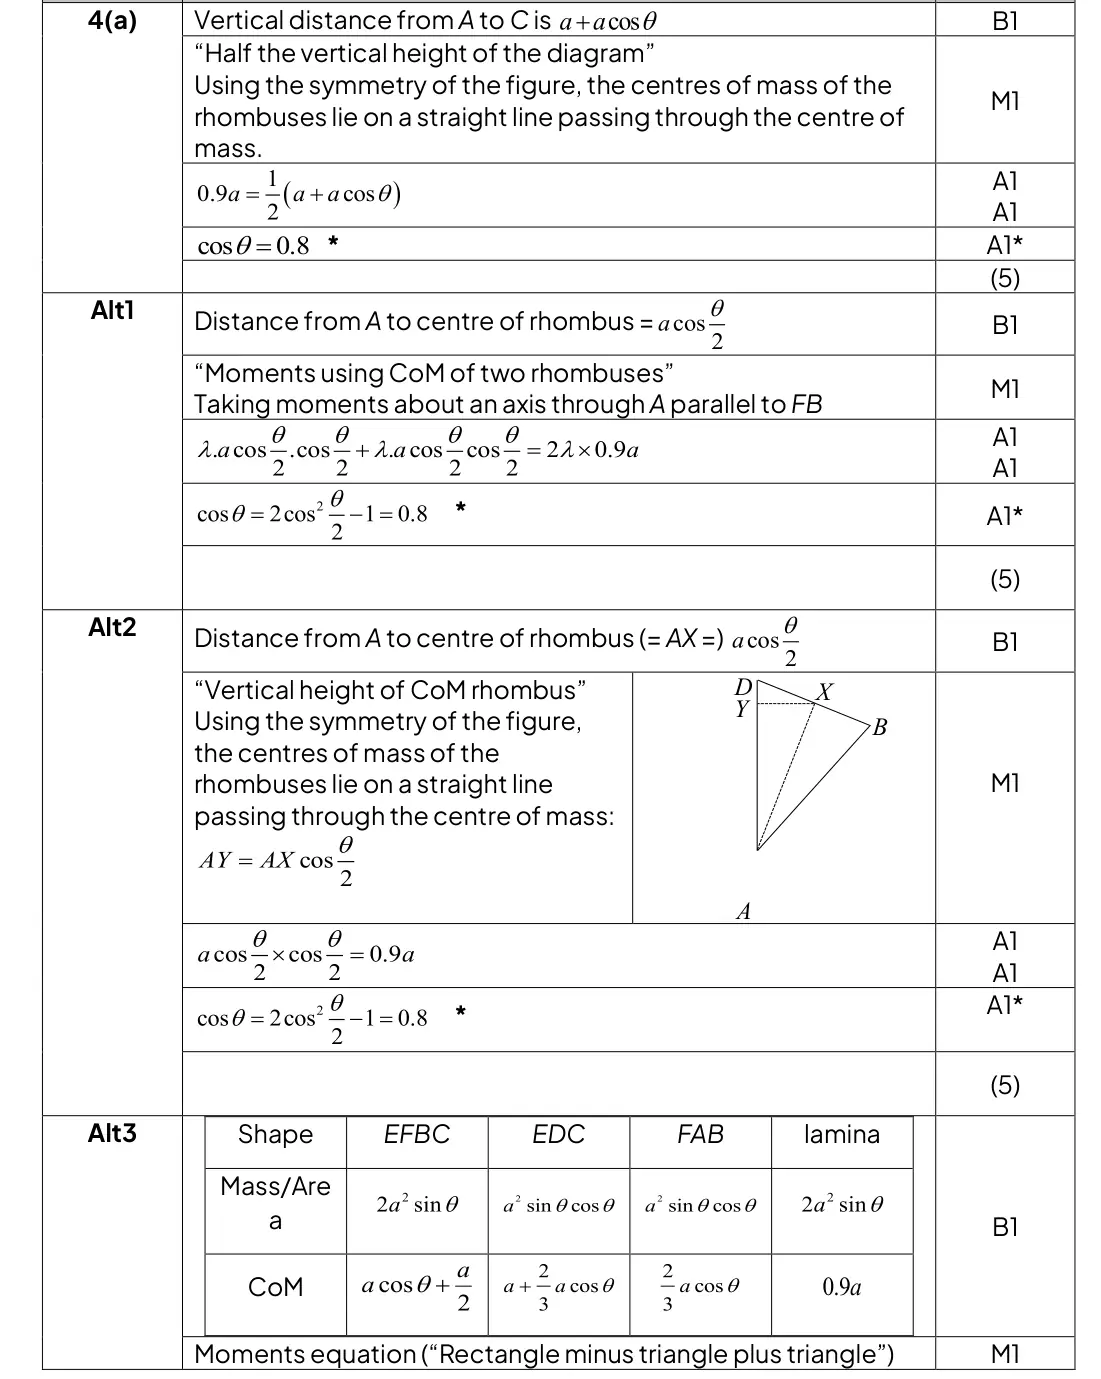 4(a) Vertical distance from A to C is a + a cos θ B1
“Half the vertical height of the diagram”
Using the symmetry of the figure, the centres of mass of the
rhombuses lie on a straight line passing through the centre of
mass.
M1
0.9a = 1/2 (a + a cos θ) A1
A1
cos θ = 0.8 * A1*
(5)
Alt1 Distance from A to centre of rhombus = a cos θ/2 B1
“Moments using CoM of two rhombuses”
Taking moments about an axis through A parallel to FB
M1
λ.a cos θ/2 .cos θ/2 + λ.a cos θ/2 cos θ/2 = 2λ × 0.9a A1
A1
cos θ = 2cos² θ/2 − 1 = 0.8 * A1*
(5)
Alt2 Distance from A to centre of rhombus (= AX =) a cos θ/2 B1
“Vertical height of CoM rhombus”
Using the symmetry of the figure,
the centres of mass of the
rhombuses lie on a straight line
passing through the centre of mass:
AY = AX cos θ/2
D
X
Y
B
A
M1
a cos θ/2 × cos θ/2 = 0.9a A1
A1
cos θ = 2cos² θ/2 − 1 = 0.8 * A1*
(5)
Alt3
Shape EFBC EDC FAB lamina
Mass/Are
a
2a² sin θ a² sin θ cos θ a² sin θ cos θ 2a² sin θ
CoM a cos θ + a/2 a + 2/3 a cos θ 2/3 a cos θ 0.9a
B1
Moments equation (“Rectangle minus triangle plus triangle”) M1